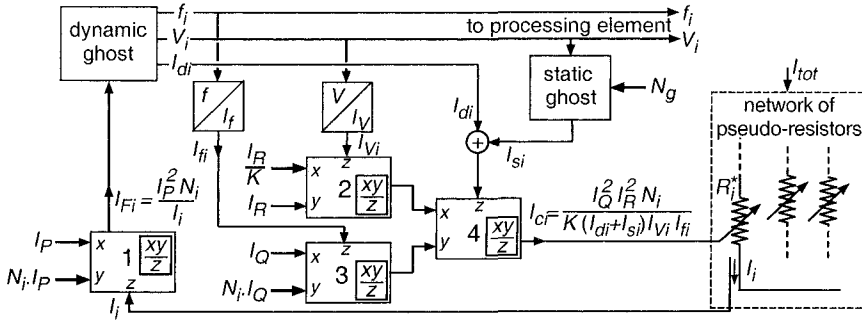 dynamic
ghost
f_i
V_i
I_di
to processing element
f_i
V_i
f
I_f
V
I_V
static
ghost
N_g
I_tot
network of
pseudo-resistors
I_fi
I_Vi
I_di
+
I_si
I_R
K
I_R
x
y
z
2
xy
z
I_Fi = I_P^2 N_i
I_i
I_P
N_i.I_P
x
y
z
1
xy
z
I_i
I_Q
N_i.I_Q
x
y
z
3
xy
z
x
y
z
4
xy
z
I_ci = I_Q^2 I_R^2 N_i
K (I_di+I_si) I_Vi I_fi
R_i^*
I_i